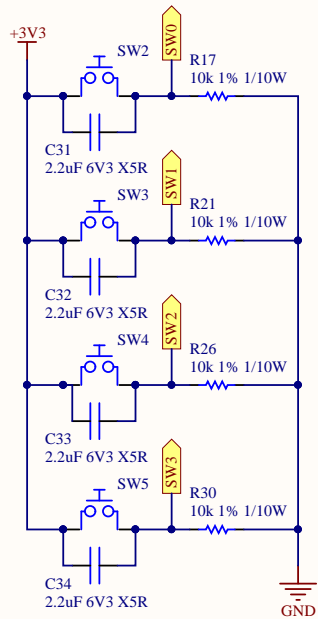 +3V3
SW2
SW0
R17
10k 1% 1/10W
C31
2.2uF 6V3 X5R
SW3
SW1
R21
10k 1% 1/10W
C32
2.2uF 6V3 X5R
SW4
SW2
R26
10k 1% 1/10W
C33
2.2uF 6V3 X5R
SW5
SW3
R30
10k 1% 1/10W
C34
2.2uF 6V3 X5R
GND